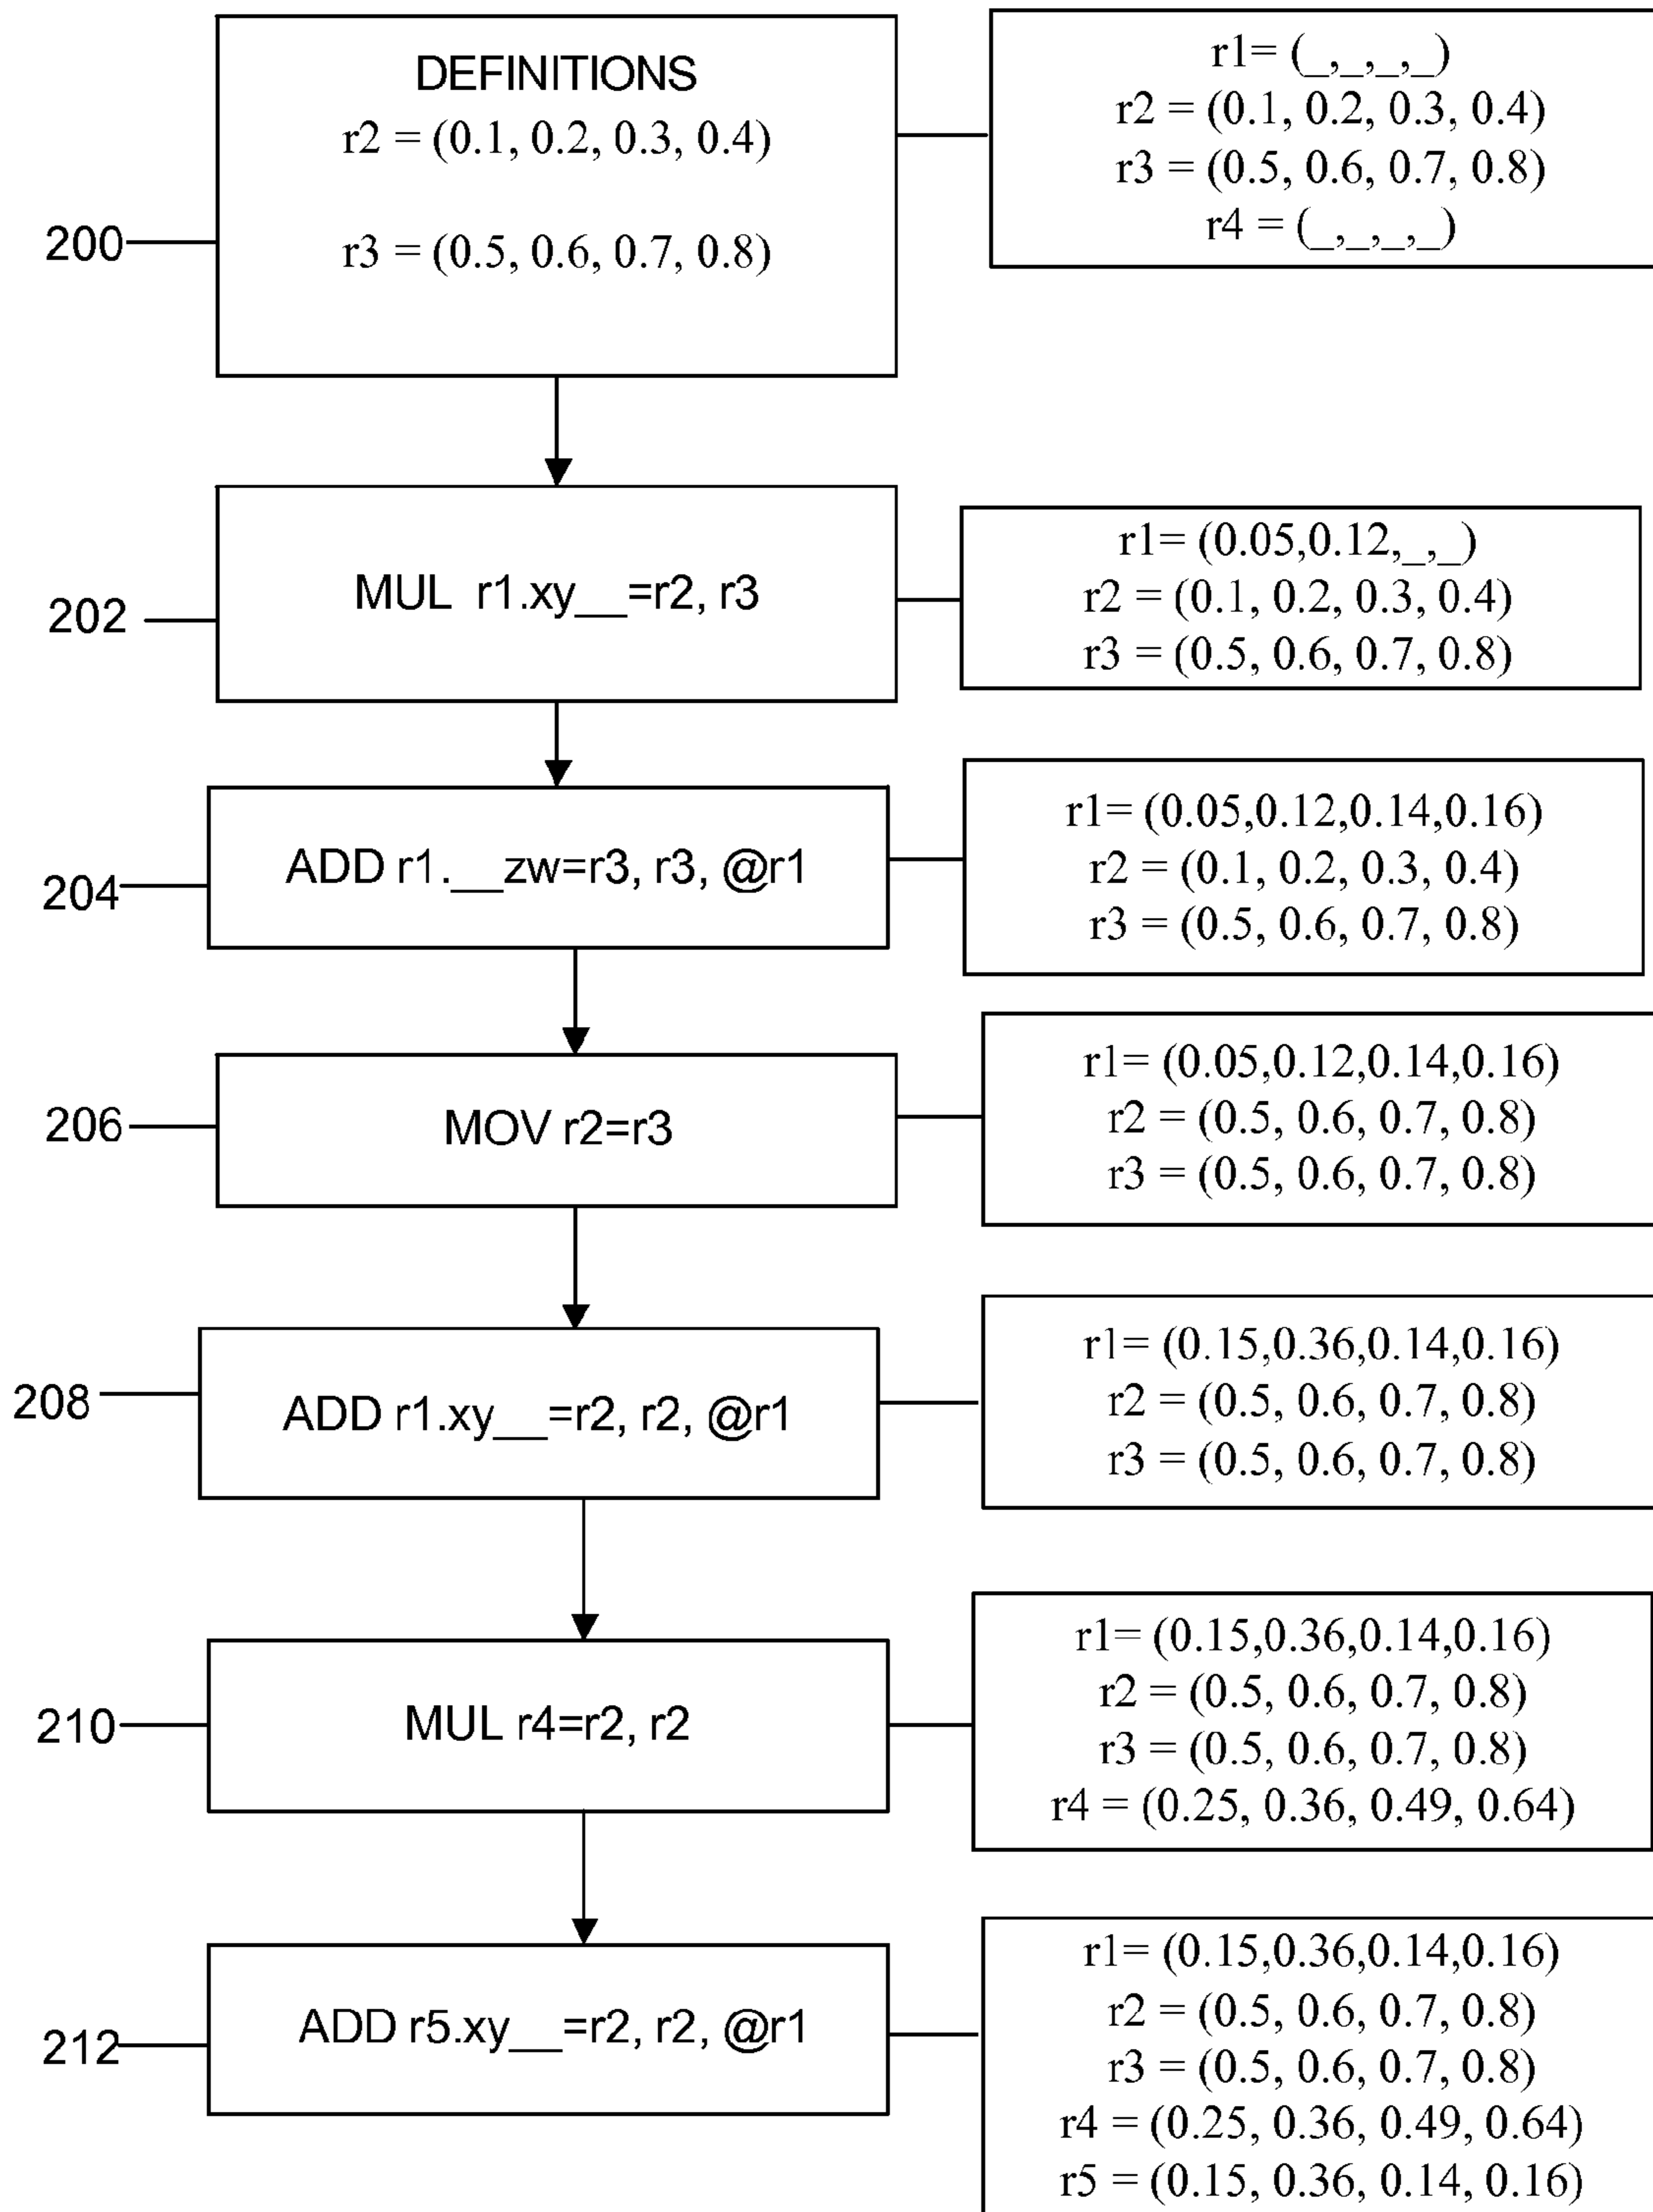 DEFINITIONS
r2 = (0.1, 0.2, 0.3, 0.4)
r3 = (0.5, 0.6, 0.7, 0.8)
200
r1= (_,_,_,_)
r2 = (0.1, 0.2, 0.3, 0.4)
r3 = (0.5, 0.6, 0.7, 0.8)
r4 = (_,_,_,_)
202
MUL r1.xy__=r2, r3
r1= (0.05,0.12,_,_)
r2 = (0.1, 0.2, 0.3, 0.4)
r3 = (0.5, 0.6, 0.7, 0.8)
204
ADD r1.__zw=r3, r3, @r1
r1= (0.05,0.12,0.14,0.16)
r2 = (0.1, 0.2, 0.3, 0.4)
r3 = (0.5, 0.6, 0.7, 0.8)
206
MOV r2=r3
r1= (0.05,0.12,0.14,0.16)
r2 = (0.5, 0.6, 0.7, 0.8)
r3 = (0.5, 0.6, 0.7, 0.8)
208
ADD r1.xy__=r2, r2, @r1
r1= (0.15,0.36,0.14,0.16)
r2 = (0.5, 0.6, 0.7, 0.8)
r3 = (0.5, 0.6, 0.7, 0.8)
210
MUL r4=r2, r2
r1= (0.15,0.36,0.14,0.16)
r2 = (0.5, 0.6, 0.7, 0.8)
r3 = (0.5, 0.6, 0.7, 0.8)
r4 = (0.25, 0.36, 0.49, 0.64)
212
ADD r5.xy__=r2, r2, @r1
r1= (0.15,0.36,0.14,0.16)
r2 = (0.5, 0.6, 0.7, 0.8)
r3 = (0.5, 0.6, 0.7, 0.8)
r4 = (0.25, 0.36, 0.49, 0.64)
r5 = (0.15, 0.36, 0.14, 0.16)